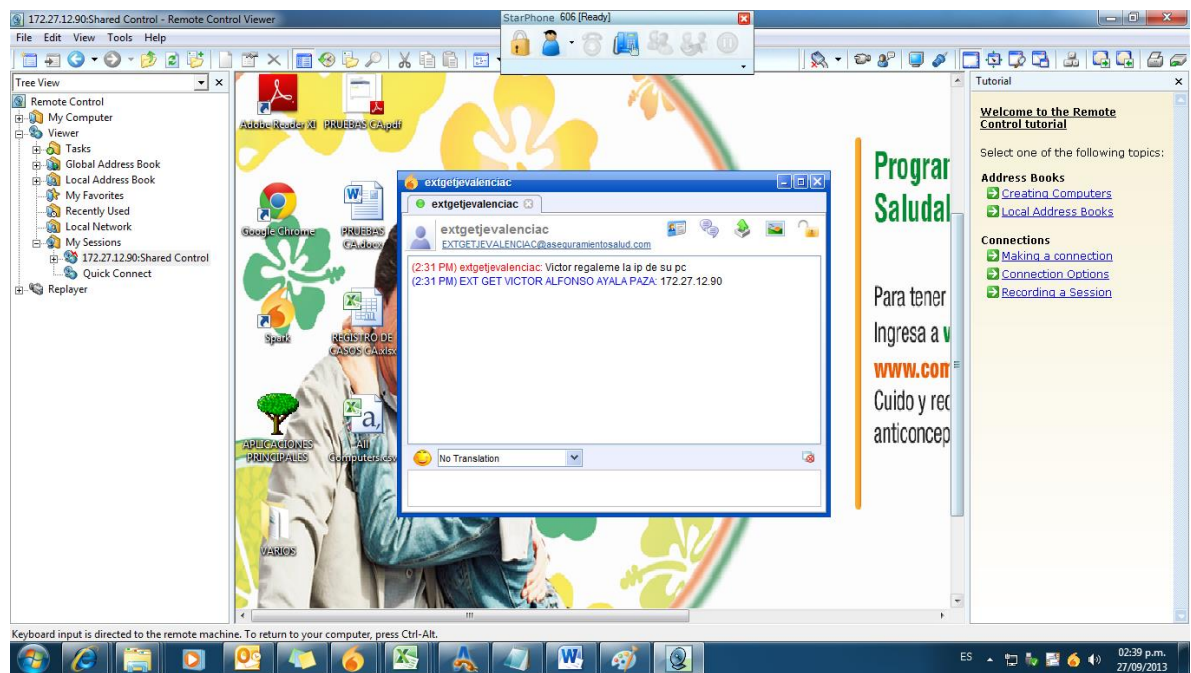 172.27.12.90:Shared Control - Remote Control Viewer
StarPhone 606 [Ready]
File Edit View Tools Help
Tree View
Remote Control
My Computer
Viewer
Tasks
Global Address Book
Local Address Book
My Favorites
Recently Used
Local Network
My Sessions
172.27.12.90:Shared Control
Quick Connect
Replayer
Adobe Reader XI
PRUEBAS CA.pdf
Google Chrome
PRUEBAS CA.docx
Spark
REGISTRO DE CASOS CA.xlsx
APLICACIONES PRINCIPALES
All Computers.csv
VARIOS
extgetjevalenciac
extgetjevalenciac
extgetjevalenciac
EXTGETJEVALENCIAC@aseguramientosalud.com
(2:31 PM) extgetjevalenciac: Victor regaleme la ip de su pc
(2:31 PM) EXT GET VICTOR ALFONSO AYALA PAZA: 172.27.12.90
No Translation
Progra
Saludal
Para tener
Ingresa a
www.com
Cuido y rec
anticoncep
Tutorial
Welcome to the Remote
Control tutorial
Select one of the following topics:
Address Books
Creating Computers
Local Address Books
Connections
Making a connection
Connection Options
Recording a Session
Keyboard input is directed to the remote machine. To return to your computer, press Ctrl-Alt.
ES
02:39 p.m.
27/09/2013